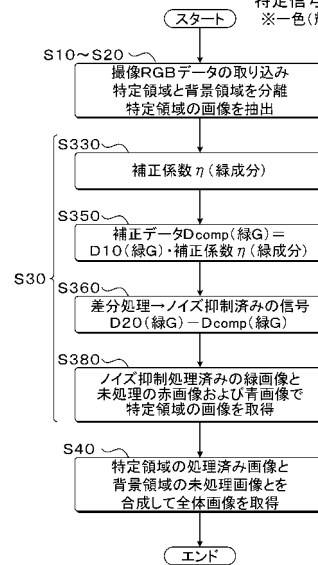 特定信号
※一色(
スタート
S10～S20
撮像RGBデータの取り込み
特定領域と背景領域を分離
特定領域の画像を抽出
S330
補正係数η(緑成分)
S350
補正データDcomp(緑G)＝
D10(緑G)・補正係数η(緑成分)
S30
S360
差分処理→ノイズ抑制済みの信号
D20(緑G)－Dcomp(緑G)
S380
ノイズ抑制処理済みの緑画像と
未処理の赤画像および青画像で
特定領域の画像を取得
S40
特定領域の処理済み画像と
背景領域の未処理画像とを
合成して全体画像を取得
エンド